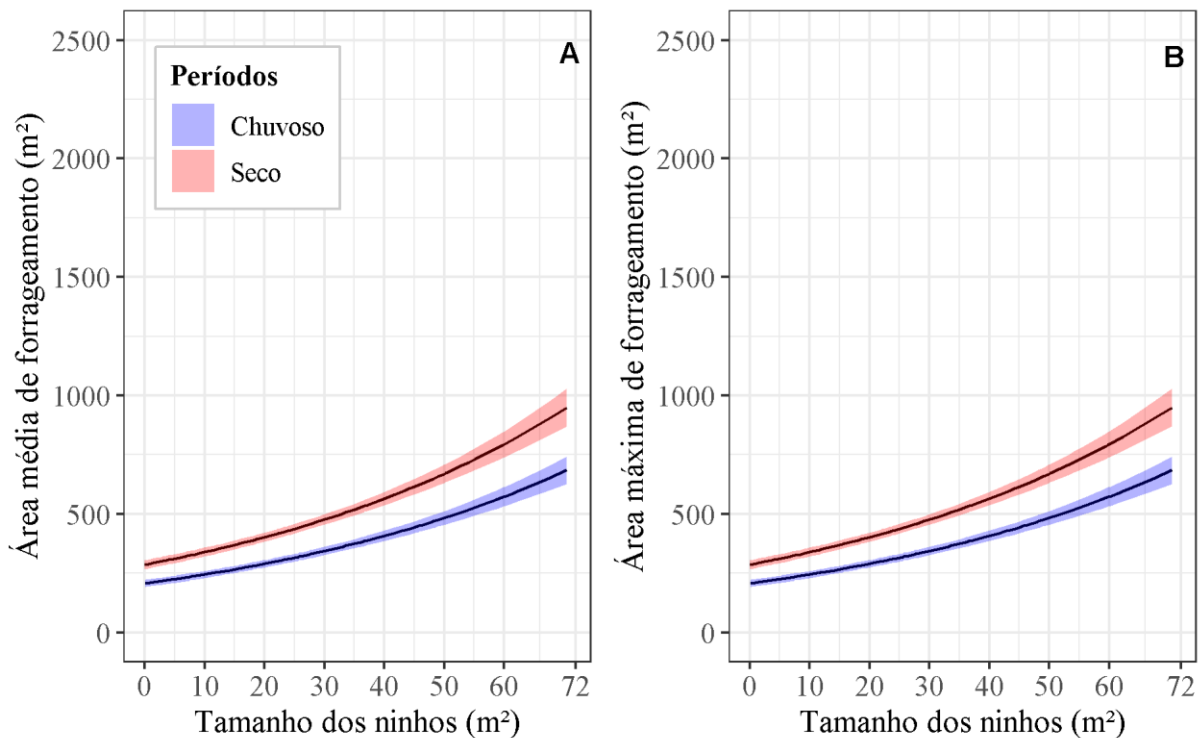 A
Períodos
Chuvoso
Seco
Área média de forrageamento (m²)
2500
2000
1500
1000
500
0
0 10 20 30 40 50 60 72
Tamanho dos ninhos (m²)
B
Área máxima de forrageamento (m²)
2500
2000
1500
1000
500
0
0 10 20 30 40 50 60 72
Tamanho dos ninhos (m²)